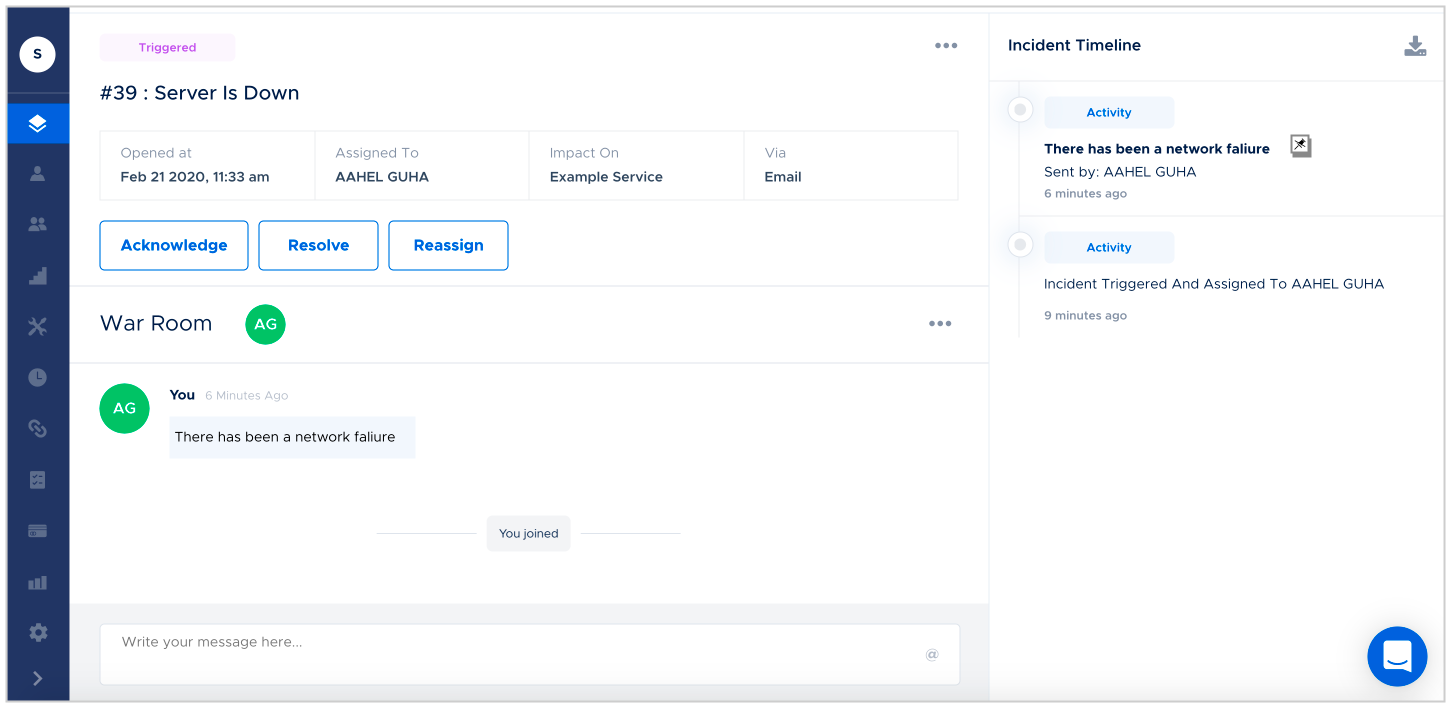 S
Triggered
#39 : Server Is Down
Opened at
Feb 21 2020, 11:33 am
Assigned To
AAHEL GUHA
Impact On
Example Service
Via
Email
Acknowledge
Resolve
Reassign
War Room
AG
AG
You 6 Minutes Ago
There has been a network faliure
You joined
Write your message here...
@
Incident Timeline
Activity
There has been a network faliure
Sent by: AAHEL GUHA
6 minutes ago
Activity
Incident Triggered And Assigned To AAHEL GUHA
9 minutes ago